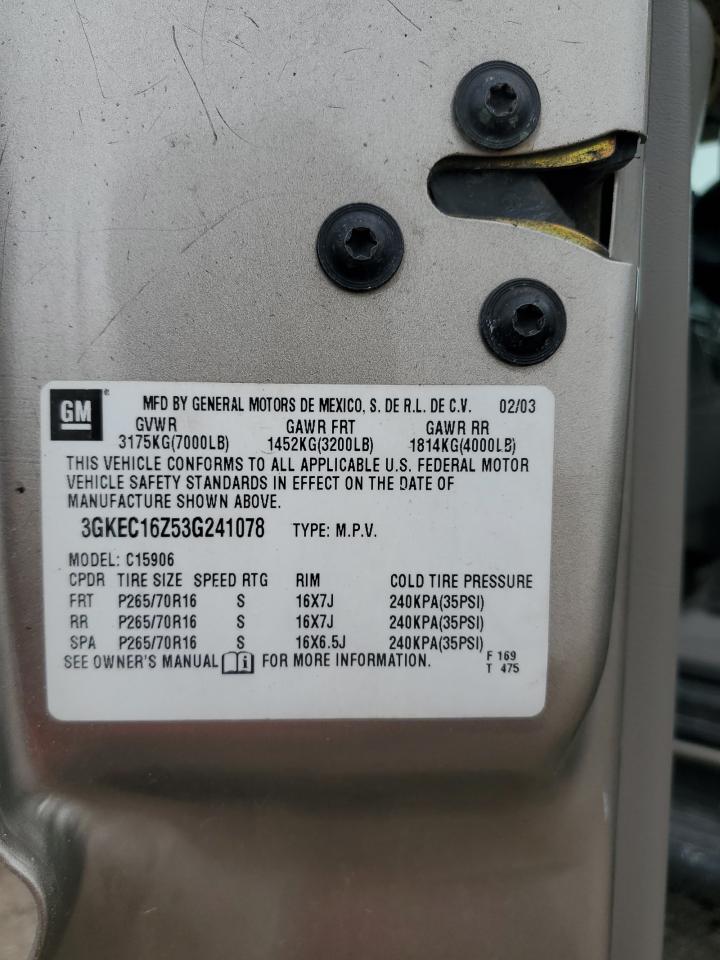 GM ® MFD BY GENERAL MOTORS DE MEXICO, S. DE R.L. DE C.V. 02/03
GVWR GAWR FRT GAWR RR
3175KG(7000LB) 1452KG(3200LB) 1814KG(4000LB)
THIS VEHICLE CONFORMS TO ALL APPLICABLE U.S. FEDERAL MOTOR
VEHICLE SAFETY STANDARDS IN EFFECT ON THE DATE OF
MANUFACTURE SHOWN ABOVE.
3GKEC16Z53G241078 TYPE: M.P.V.
MODEL: C15906
CPDR TIRE SIZE SPEED RTG RIM COLD TIRE PRESSURE
FRT P265/70R16 S 16X7J 240KPA(35PSI)
RR P265/70R16 S 16X7J 240KPA(35PSI)
SPA P265/70R16 S 16X6.5J 240KPA(35PSI)
SEE OWNER'S MANUAL i FOR MORE INFORMATION. F 169
T 475